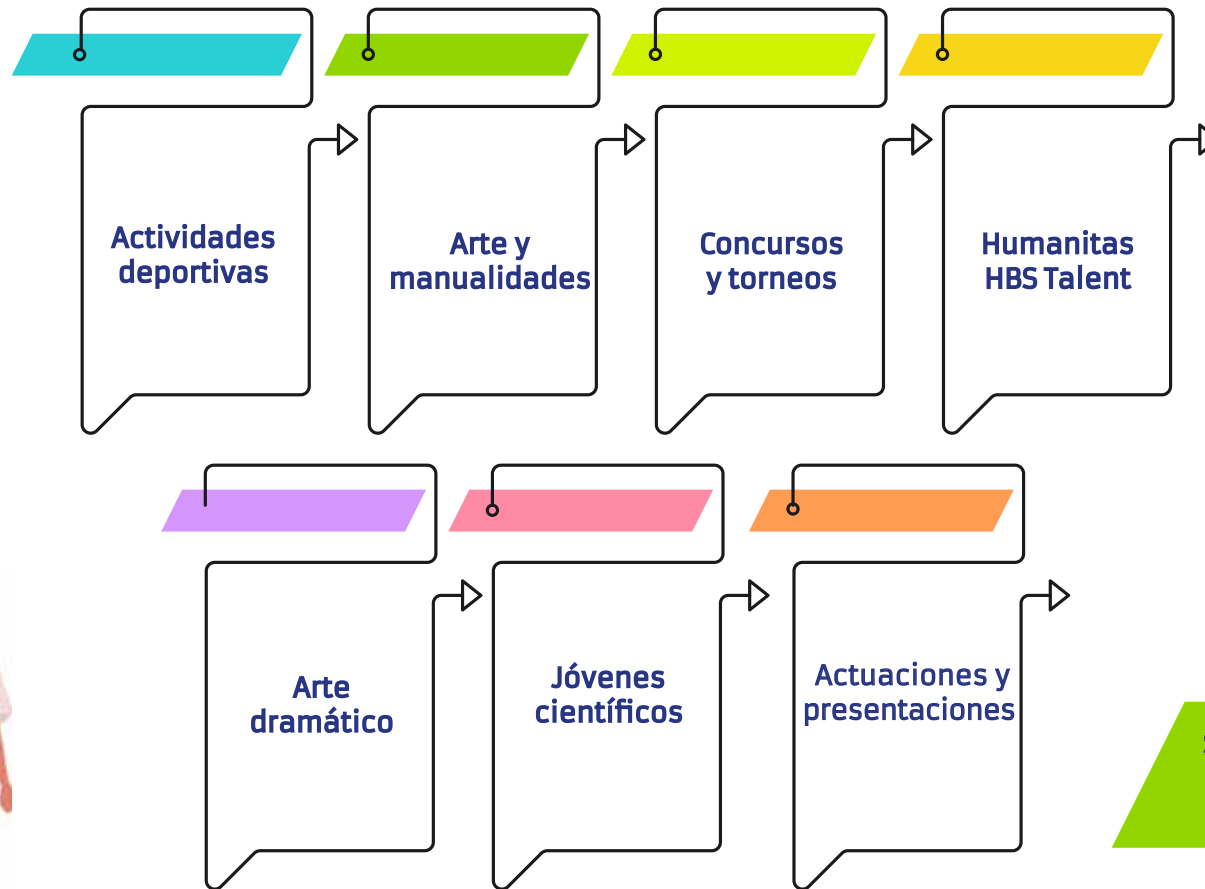 Actividades
deportivas
Arte y
manualidades
Concursos
y torneos
Humanitas
HBS Talent
Arte
dramático
Jóvenes
científicos
Actuaciones y
presentaciones